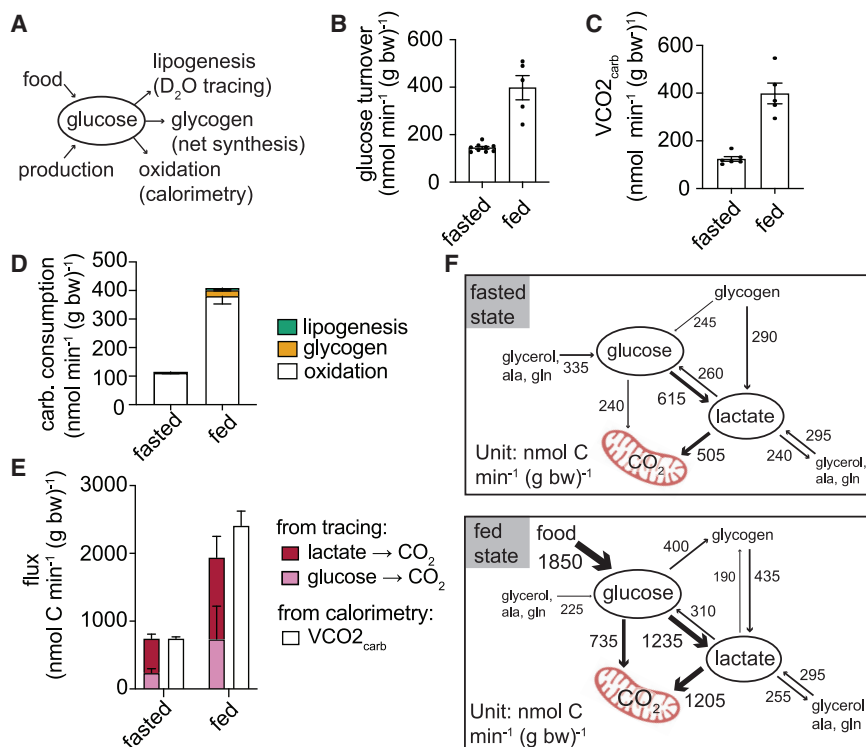 A
food
lipogenesis
(D₂O tracing)
glucose
glycogen
(net synthesis)
production
oxidation
(calorimetry)
B
glucose turnover
(nmol min⁻¹ (g bw)⁻¹)
600
400
200
0
fasted
fed
C
VCO2carb
(nmol min⁻¹ (g bw)⁻¹)
600
400
200
0
fasted
fed
D
carb. consumption
(nmol min⁻¹ (g bw)⁻¹
500
400
300
200
100
0
fasted
fed
lipogenesis
glycogen
oxidation
E
flux
(nmol C min⁻¹ (g bw)⁻¹)
3000
2000
1000
0
fasted
fed
from tracing:
lactate → CO₂
glucose → CO₂
from calorimetry:
VCO2carb
F
fasted
state
glycogen
245
290
glycerol,
ala, gln
335
glucose
260
615
240
lactate
CO₂
505
295
240
glycerol,
ala, gln
Unit: nmol C
min⁻¹ (g bw)⁻¹
fed
state
food
1850
400
glycogen
190
435
glycerol,
ala, gln
225
glucose
310
735
1235
lactate
CO₂
1205
295
255
glycerol,
ala, gln
Unit: nmol C
min⁻¹ (g bw)⁻¹